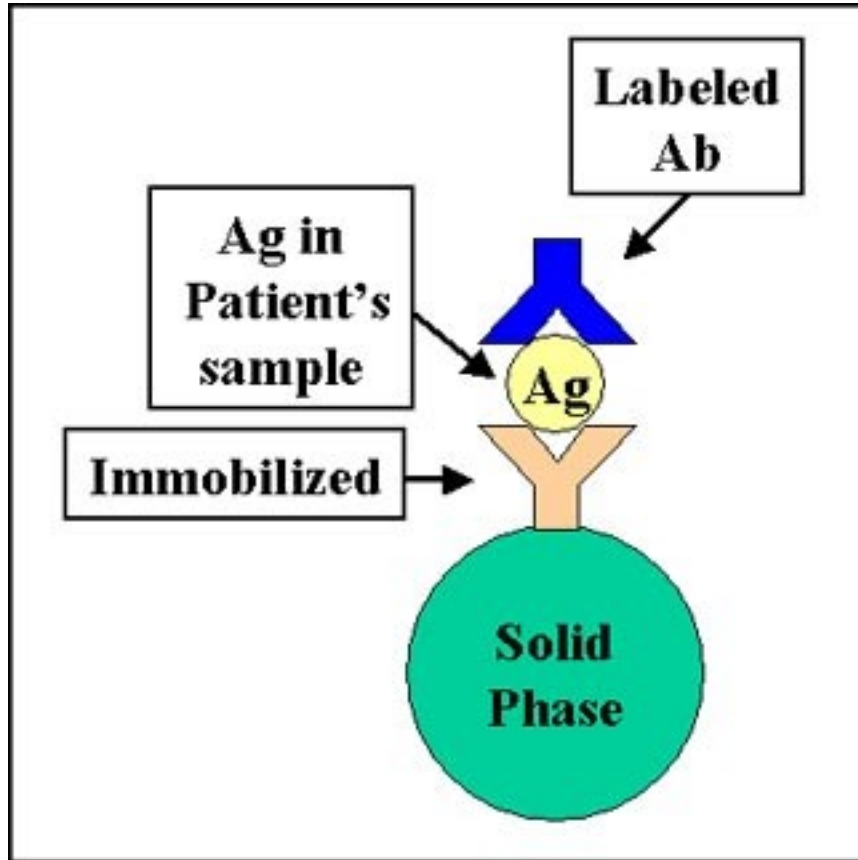 Labeled
Ab
Ag in
Patient's
sample
Ag
Immobilized
Solid
Phase